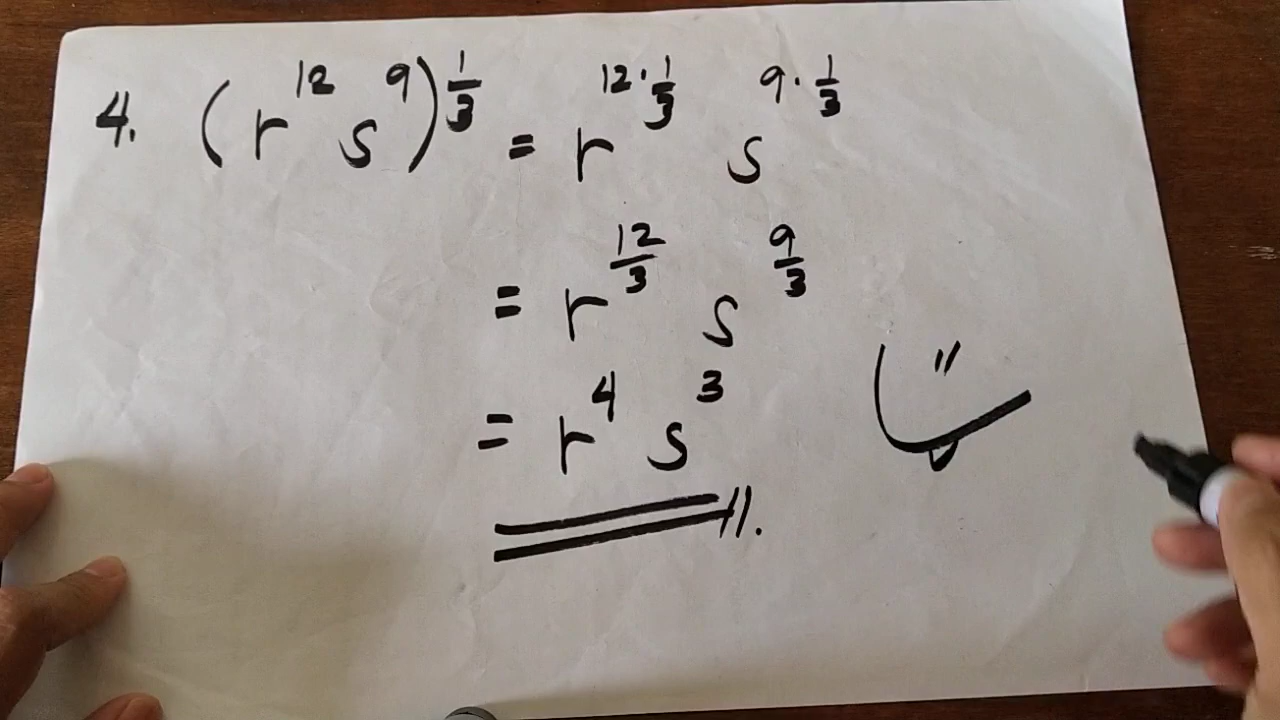 4. (r^12 s^9)^1/3 = r^12·1/3 s^9·1/3
= r^12/3 s^9/3
= r^4 s^3